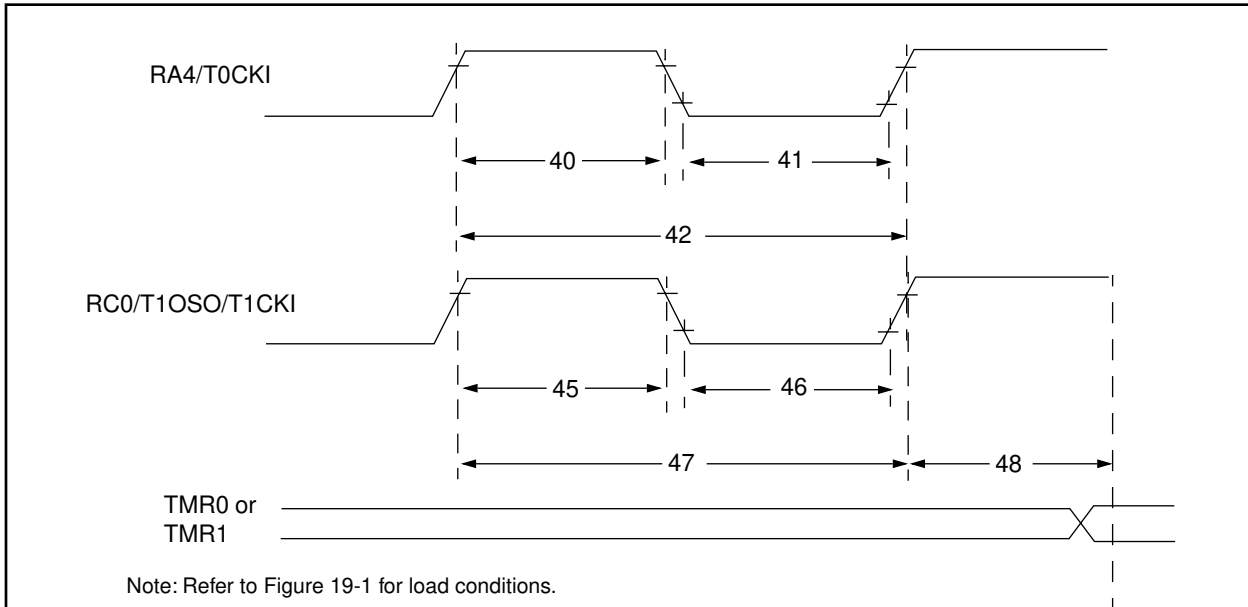 RA4/T0CKI
40
41
42
RC0/T1OSO/T1CKI
45
46
47
48
TMR0 or
TMR1
Note: Refer to Figure 19-1 for load conditions.